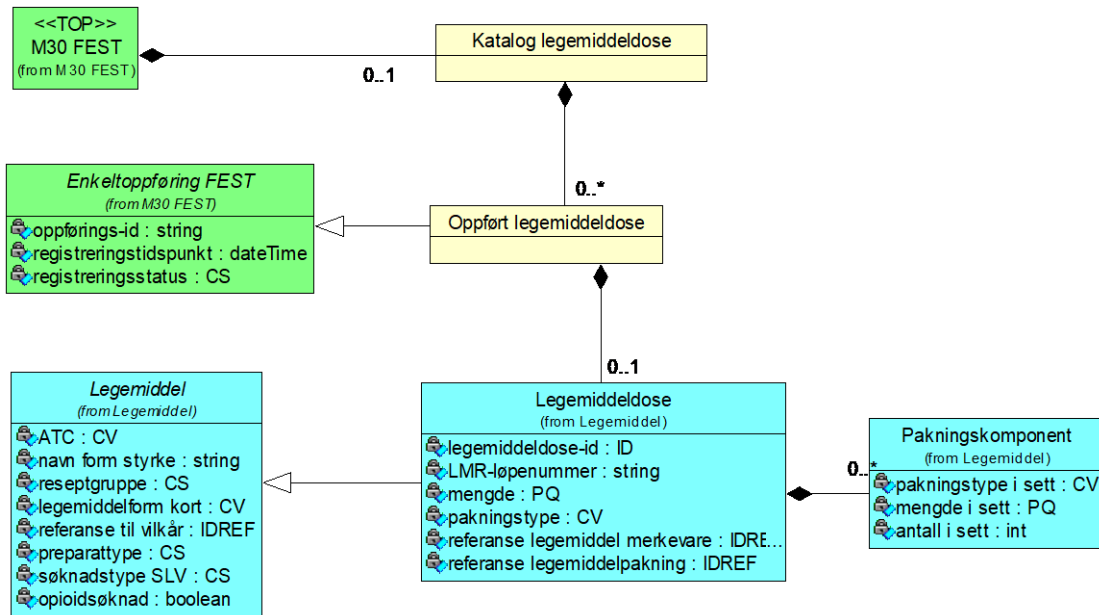 <<TOP>>
M30 FEST
(from M30 FEST)
Katalog legemiddeldose
0..1
0..*
Enkeltoppføring FEST
(from M30 FEST)
oppførings-id : string
registreringstidspunkt : dateTime
registreringsstatus : CS
Oppført legemiddeldose
0..1
Legemiddel
(from Legemiddel)
ATC : CV
navn form styrke : string
reseptgruppe : CS
legemiddelform kort : CV
referanse til vilkår : IDREF
preparattype : CS
søknadstype SLV : CS
opioidsøknad : boolean
Legemiddeldose
(from Legemiddel)
legemiddeldose-id : ID
LMR-løpenummer : string
mengde : PQ
pakningstype : CV
referanse legemiddel merkevare : IDRE...
referanse legemiddelpakning : IDREF
0..*
Pakningskomponent
(from Legemiddel)
pakningstype i sett : CV
mengde i sett : PQ
antall i sett : int